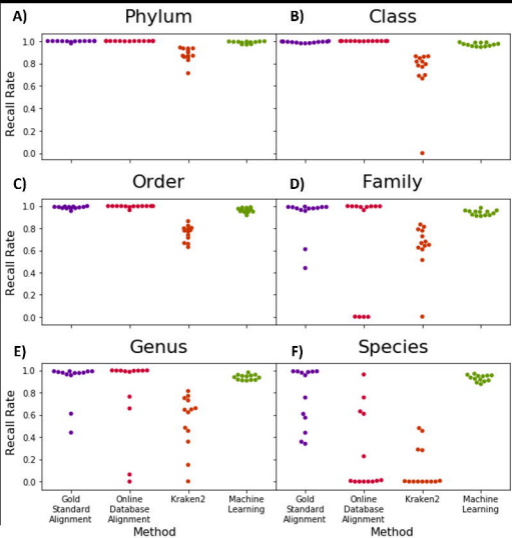 A) Phylum
B) Class
Recall Rate
1.0
0.8
0.6
0.4
0.2
0.0
C) Order
D) Family
Recall Rate
1.0
0.8
0.6
0.4
0.2
0.0
E) Genus
F) Species
Recall Rate
1.0
0.8
0.6
0.4
0.2
0.0
Gold
Standard
Alignment
Online
Database
Alignment
Kraken2
Machine
Learning
Method
Gold
Standard
Alignment
Online
Database
Alignment
Kraken2
Machine
Learning
Method